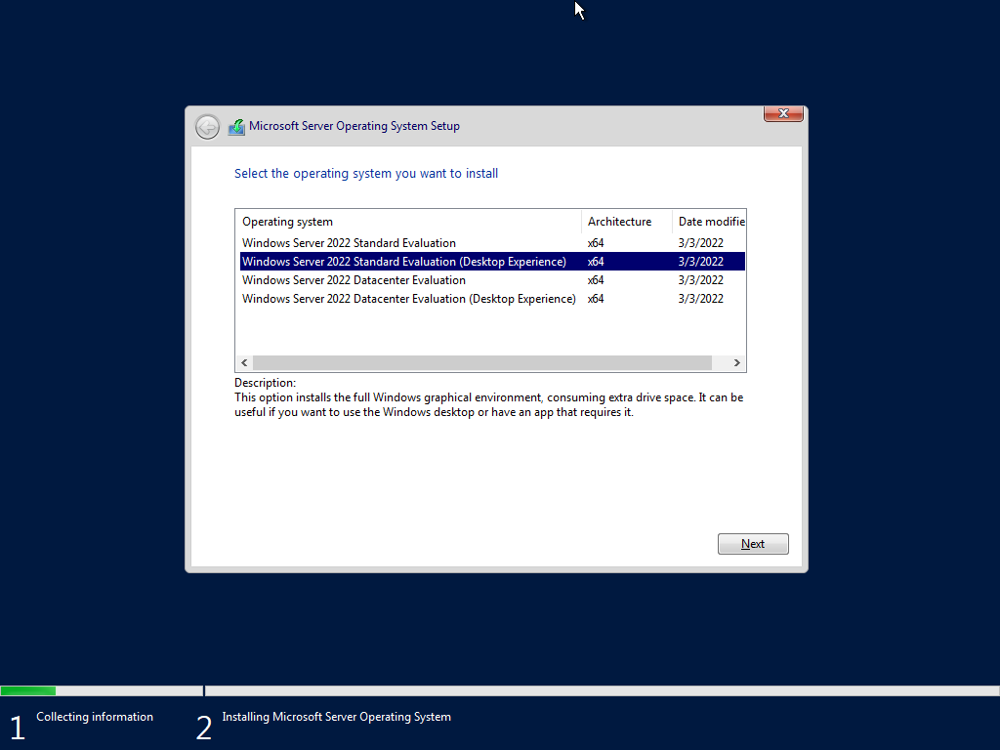 Microsoft Server Operating System Setup
Select the operating system you want to install
Operating system Architecture Date modifie
Windows Server 2022 Standard Evaluation x64 3/3/2022
Windows Server 2022 Standard Evaluation (Desktop Experience) x64 3/3/2022
Windows Server 2022 Datacenter Evaluation x64 3/3/2022
Windows Server 2022 Datacenter Evaluation (Desktop Experience) x64 3/3/2022
Description:
This option installs the full Windows graphical environment, consuming extra drive space. It can be
useful if you want to use the Windows desktop or have an app that requires it.
Next
1 Collecting information 2 Installing Microsoft Server Operating System